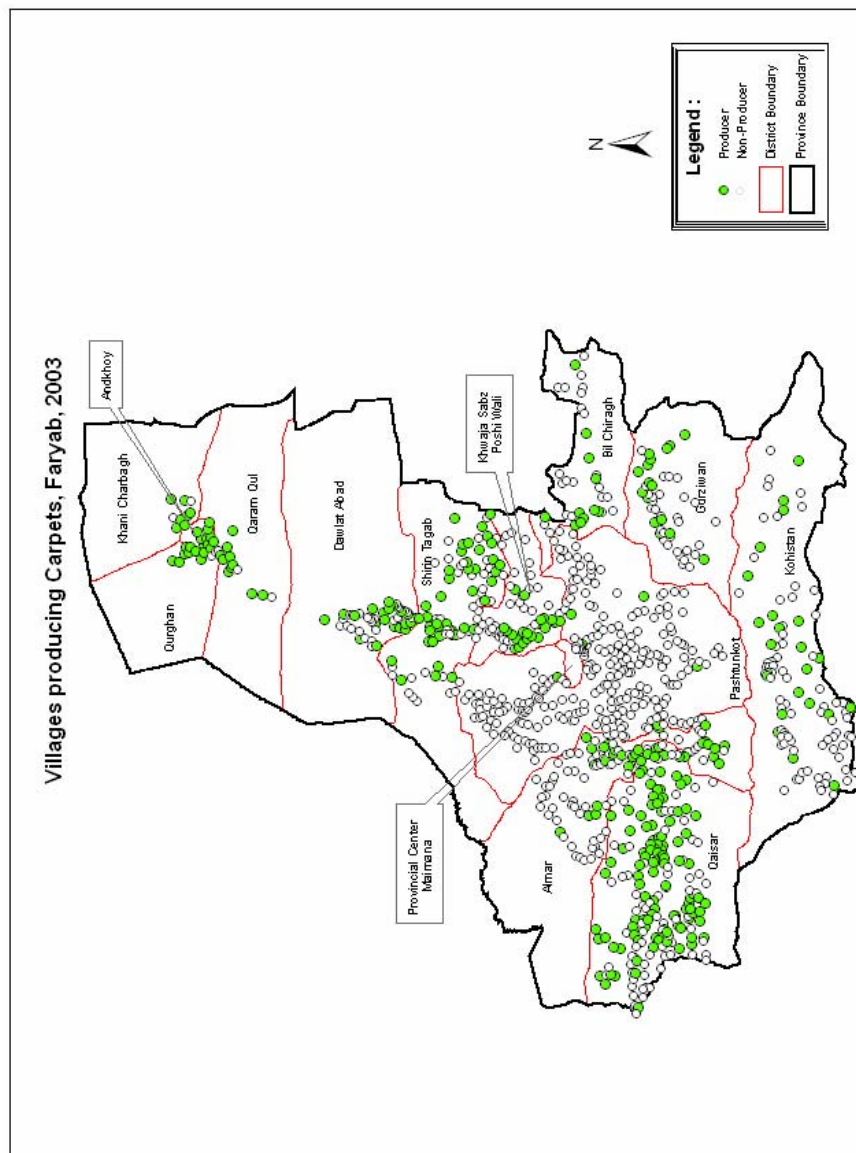 Villages producing Carpets, Faryab, 2003
Andkhoy
Khani Charbagh
Qurghan
Qaram Qul
Dawlat Abad
Shirin Tagab
Khwaja Sabz
Poshi Wali
Provincial Center
Maimana
Almar
Bil Chiragh
Gurziwan
Pashtunkot
Qaisar
Kohistan
N
Legend :
Producer
Non-Producer
District Boundary
Province Boundary